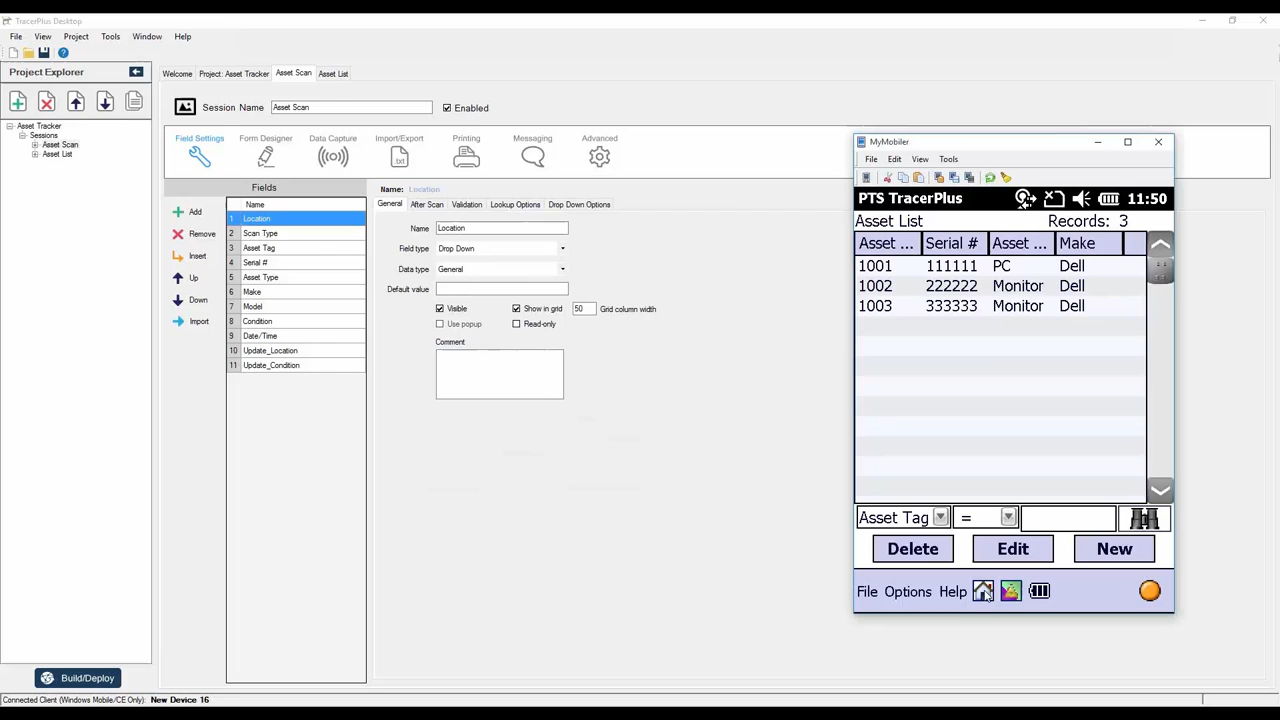 TracerPlus Desktop
File View Project Tools Window Help
Project Explorer
Asset Tracker
Sessions
Asset Scan
Asset List
Build/Deploy
Connected Client (Windows Mobile/CE Only): New Device 16
Welcome Project: Asset Tracker Asset Scan Asset List
Session Name Asset Scan Enabled
Field Settings Form Designer Data Capture Import/Export Printing Messaging Advanced
.txt
Fields
Add
Remove
Insert
Up
Down
Import
Name
1 Location
2 Scan Type
3 Asset Tag
4 Serial #
5 Asset Type
6 Make
7 Model
8 Condition
9 Date/Time
10 Update_Location
11 Update_Condition
Name: Location
General After Scan Validation Lookup Options Drop Down Options
Name Location
Field type Drop Down
Data type General
Default value
Visible Show in grid 50 Grid column width
Use popup Read-only
Comment
MyMobiler
File Edit View Tools
PTS TracerPlus 11:50
Asset List Records: 3
Asset ... Serial # Asset ... Make
1001 111111 PC Dell
1002 222222 Monitor Dell
1003 333333 Monitor Dell
Asset Tag =
Delete Edit New
File Options Help